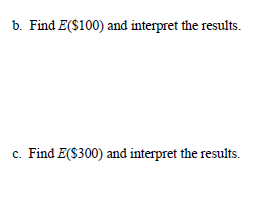 b. Find E($100) and interpret the results.
c. Find E($300) and interpret the results.